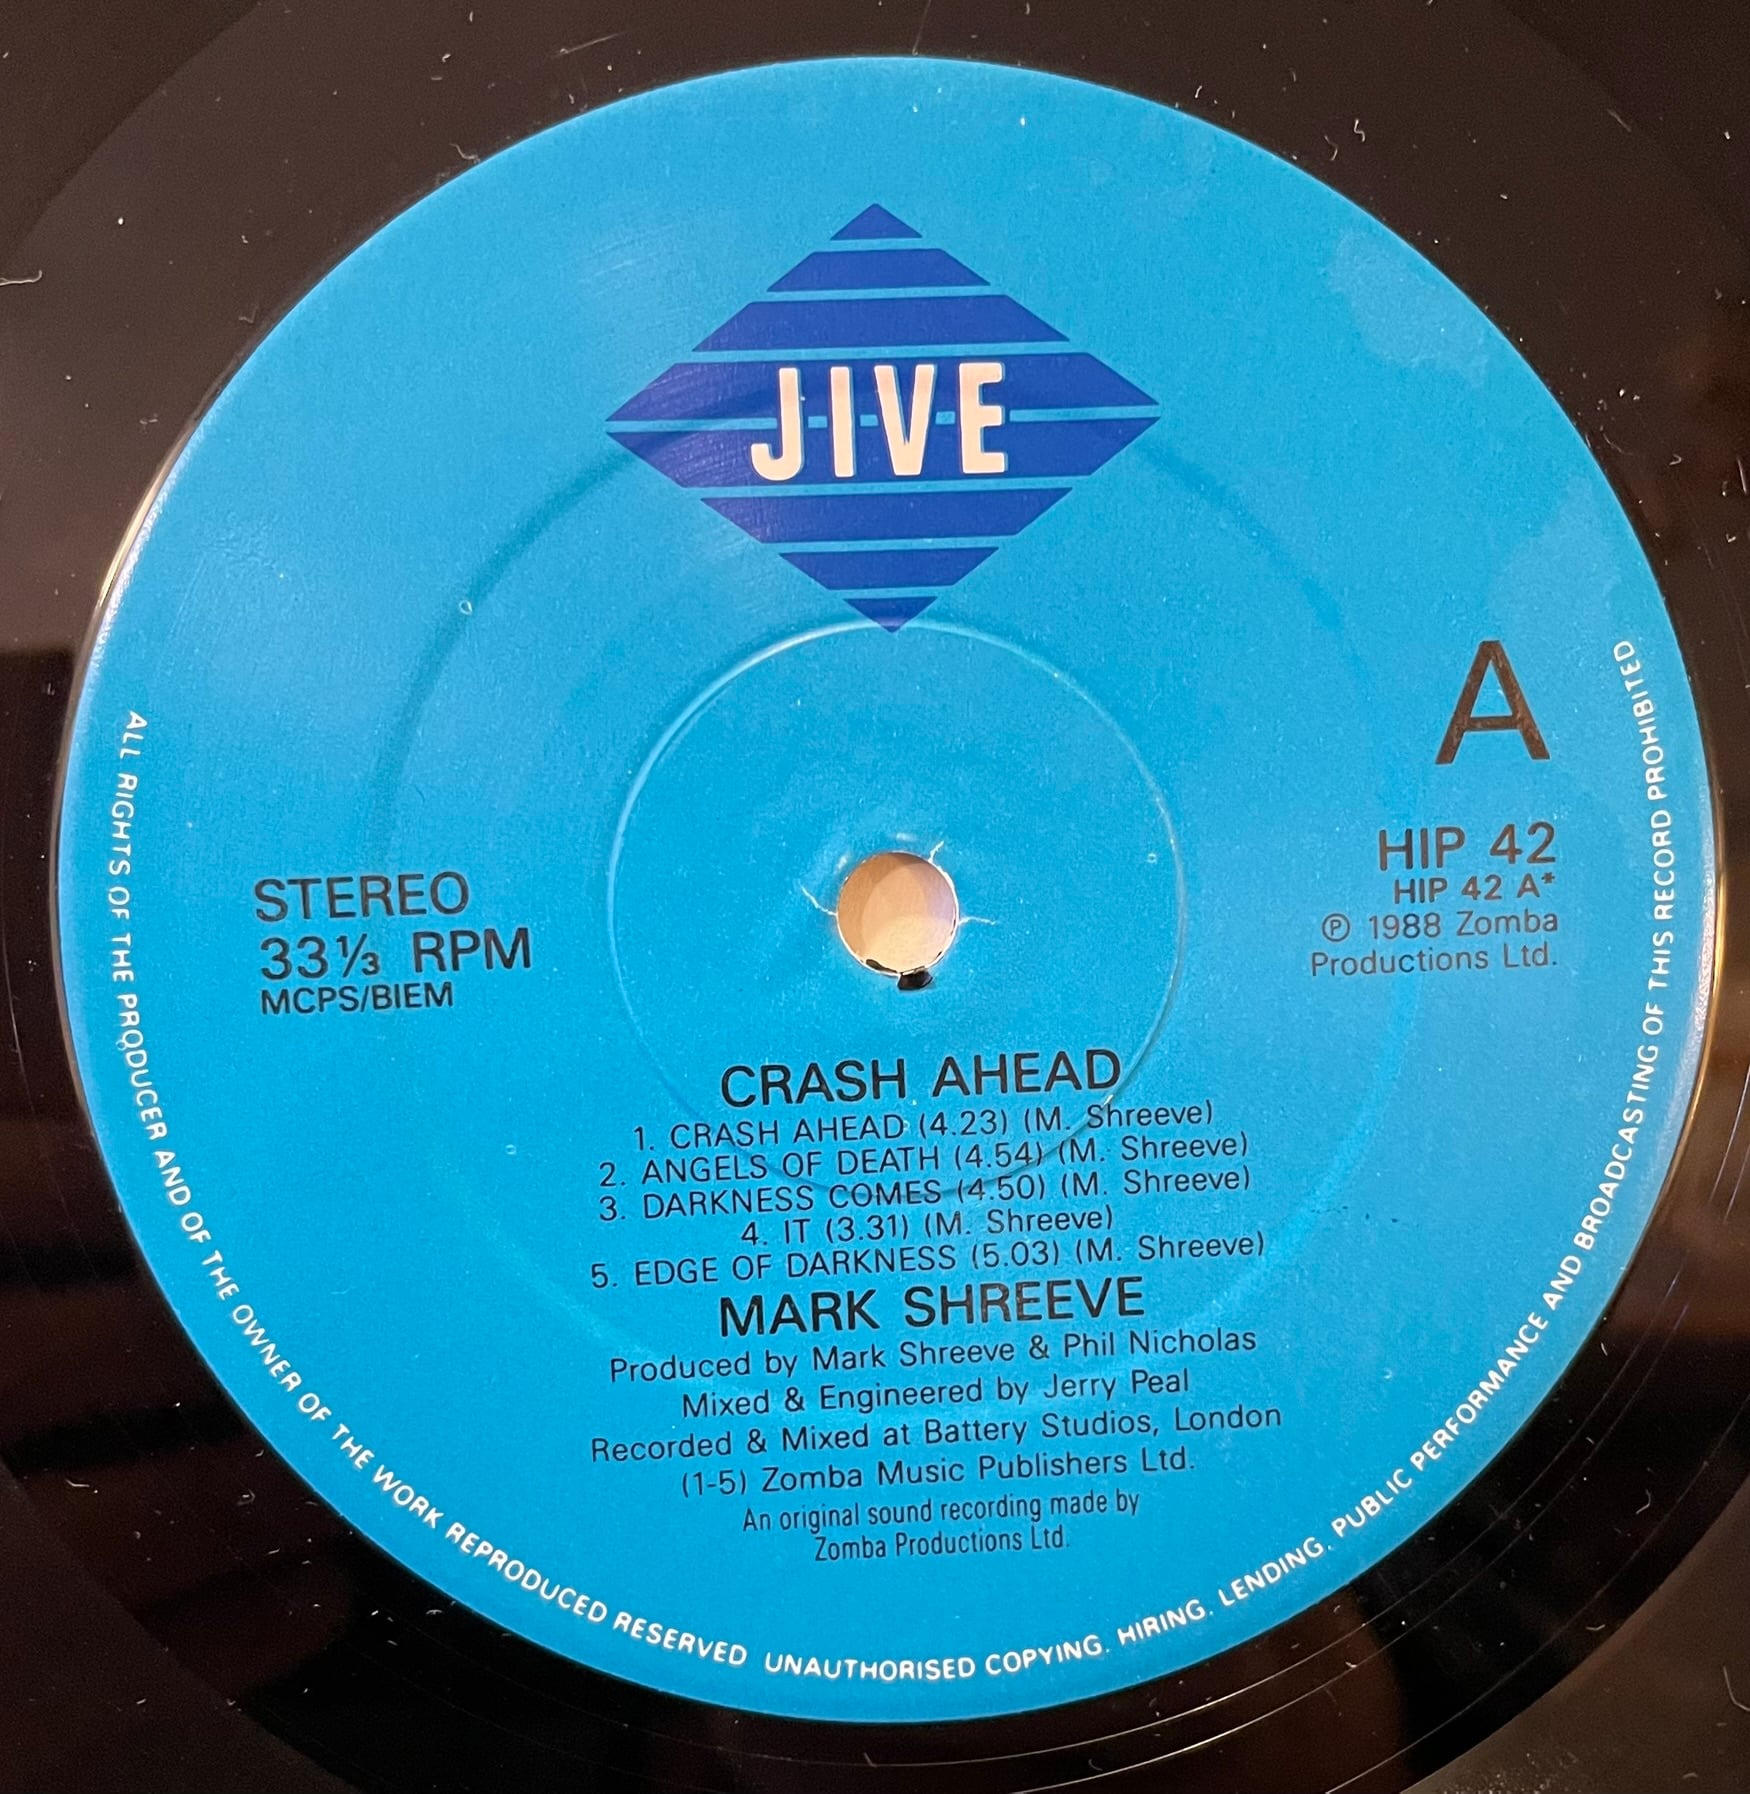 JIVE
A
HIP 42
HIP 42 A*
℗ 1988 Zomba
Productions Ltd.
STEREO
33⅓ RPM
MCPS/BIEM
CRASH AHEAD
1. CRASH AHEAD (4.23) (M. Shreeve)
2. ANGELS OF DEATH (4.54) (M. Shreeve)
3. DARKNESS COMES (4.50) (M. Shreeve)
4. IT (3.31) (M. Shreeve)
5. EDGE OF DARKNESS (5.03) (M. Shreeve)
MARK SHREEVE
Produced by Mark Shreeve & Phil Nicholas
Mixed & Engineered by Jerry Peal
Recorded & Mixed at Battery Studios, London
(1-5) Zomba Music Publishers Ltd.
An original sound recording made by
Zomba Productions Ltd.
ALL RIGHTS OF THE PRODUCER AND OF THE OWNER OF THE WORK REPRODUCED RESERVED UNAUTHORISED COPYING. HIRING. LENDING. PUBLIC PERFORMANCE AND BROADCASTING OF THIS RECORD PROHIBITED